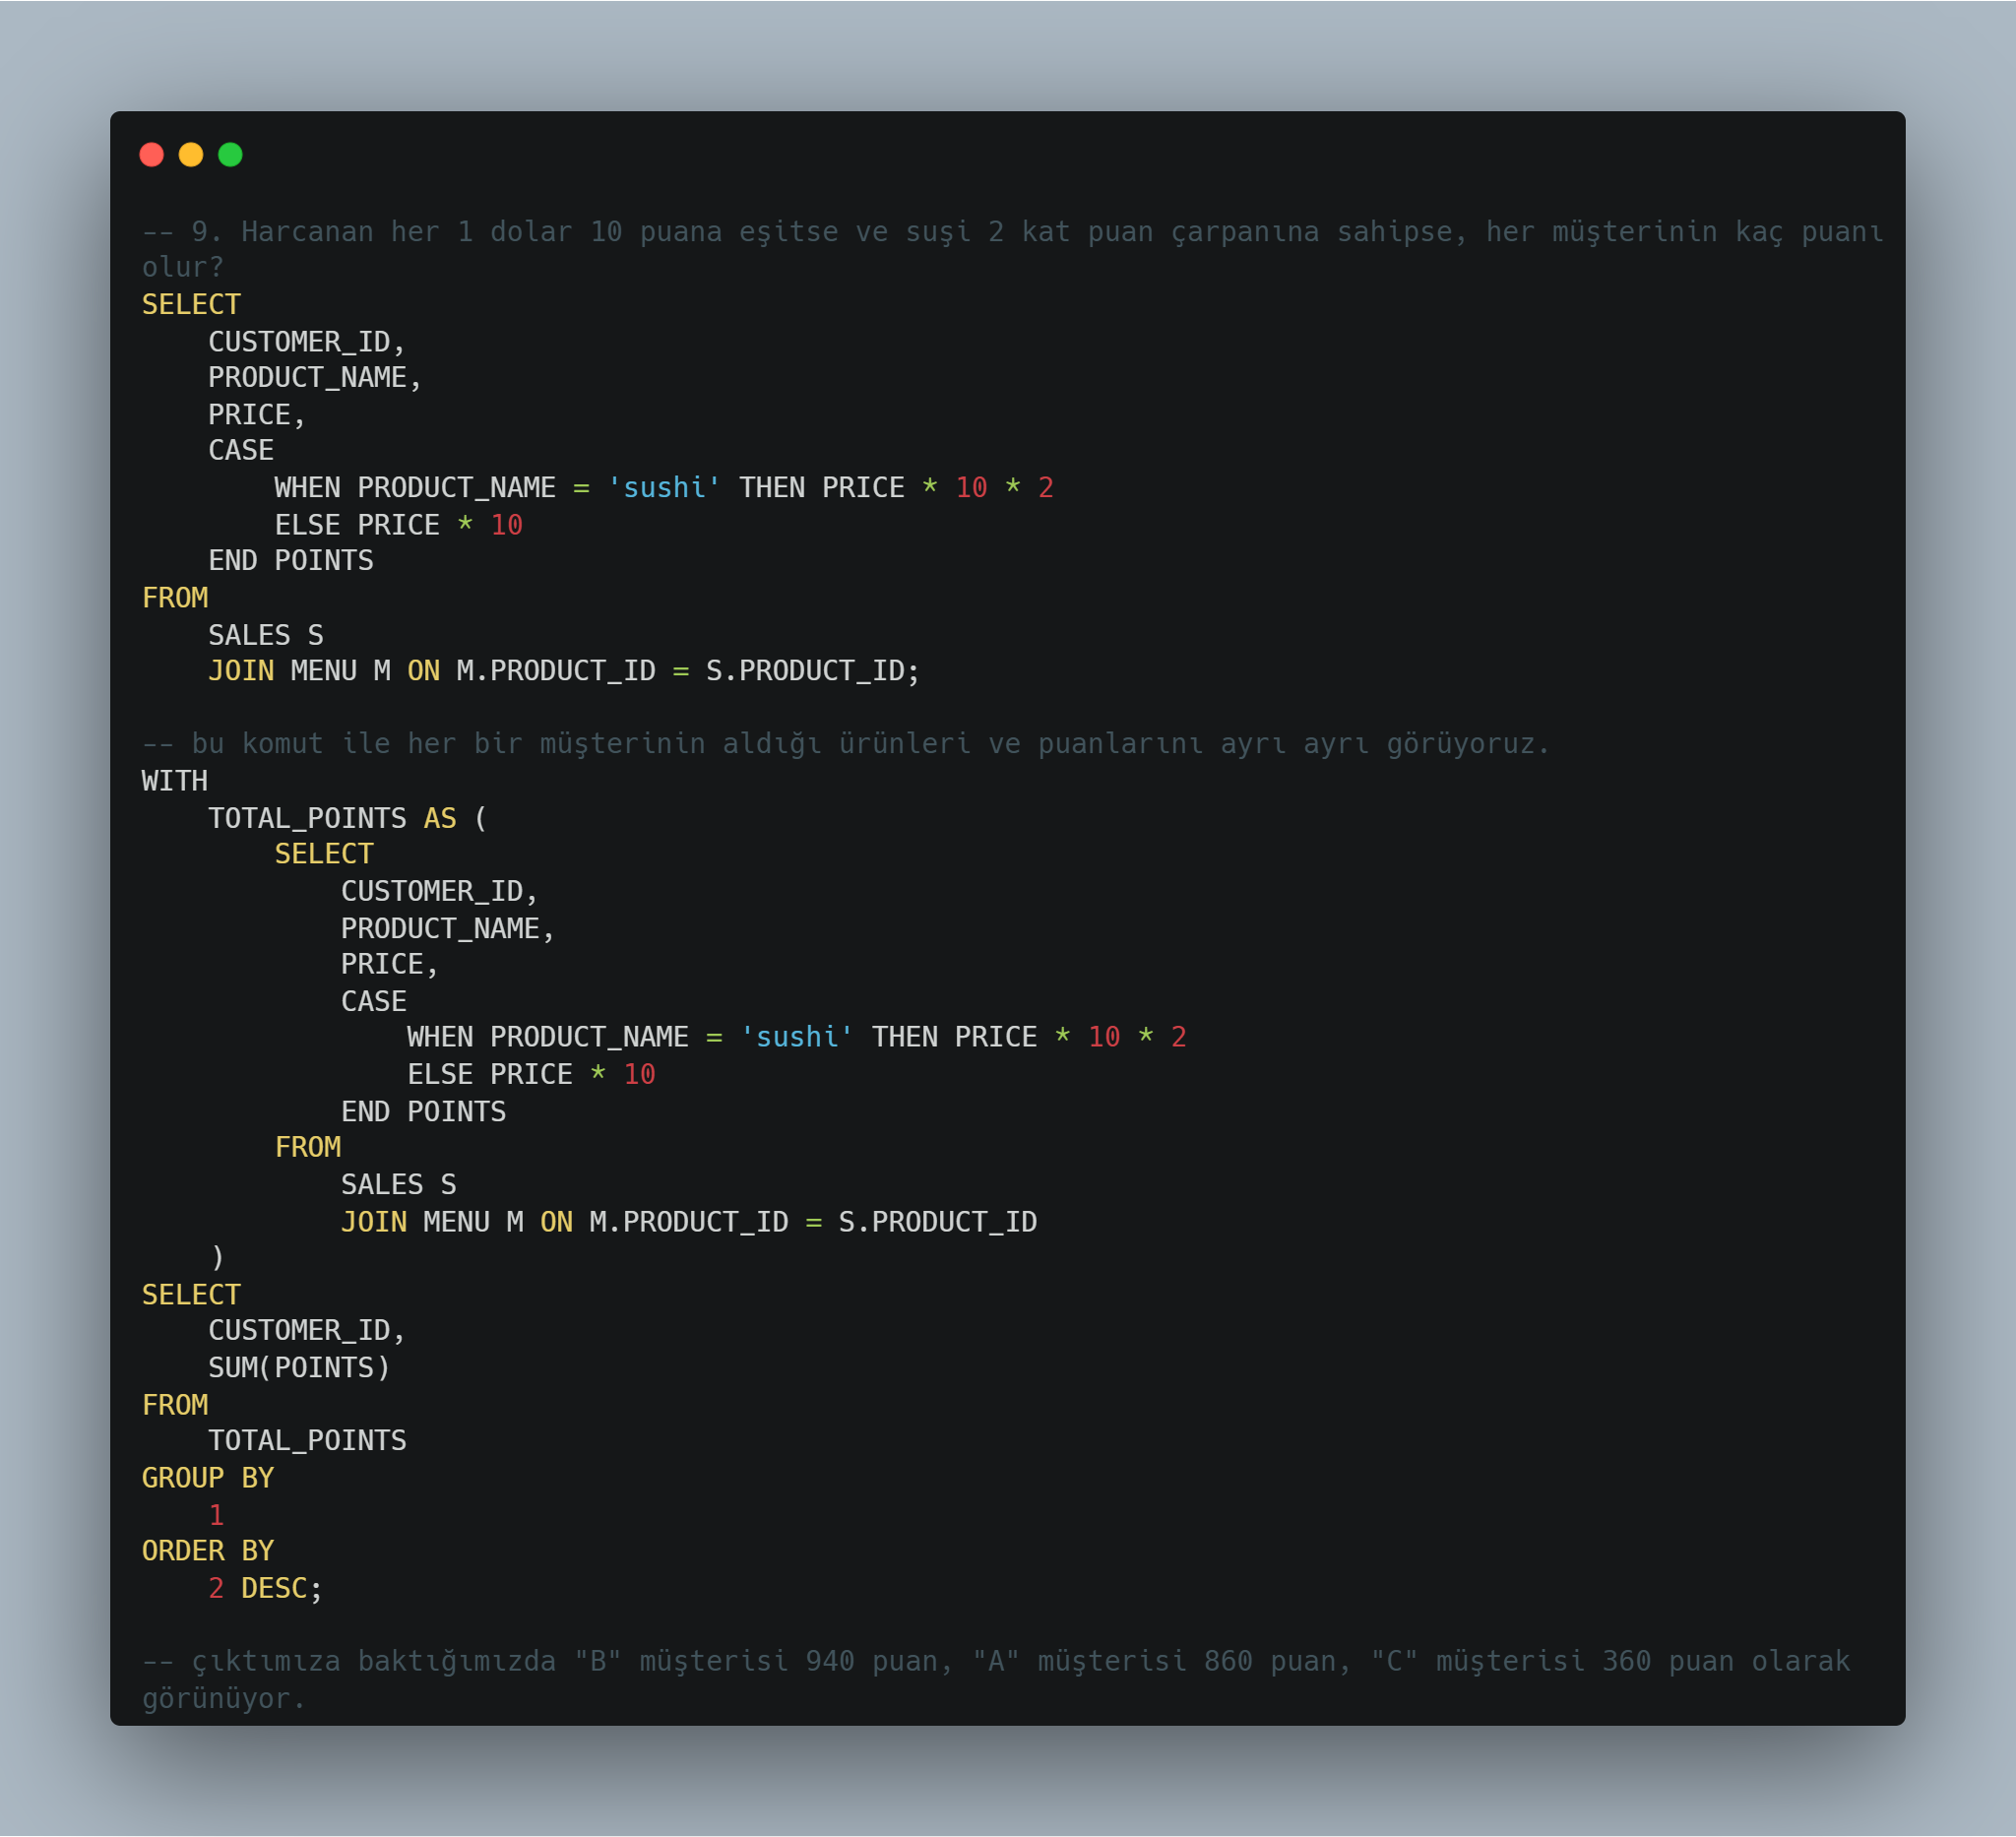 -- 9. Harcanan her 1 dolar 10 puana eşitse ve suşi 2 kat puan çarpanına sahipse, her müşterinin kaç puanı
olur?
SELECT
    CUSTOMER_ID,
    PRODUCT_NAME,
    PRICE,
    CASE
        WHEN PRODUCT_NAME = 'sushi' THEN PRICE * 10 * 2
        ELSE PRICE * 10
    END POINTS
FROM
    SALES S
    JOIN MENU M ON M.PRODUCT_ID = S.PRODUCT_ID;

-- bu komut ile her bir müşterinin aldığı ürünleri ve puanlarını ayrı ayrı görüyoruz.
WITH
    TOTAL_POINTS AS (
        SELECT
            CUSTOMER_ID,
            PRODUCT_NAME,
            PRICE,
            CASE
                WHEN PRODUCT_NAME = 'sushi' THEN PRICE * 10 * 2
                ELSE PRICE * 10
            END POINTS
        FROM
            SALES S
            JOIN MENU M ON M.PRODUCT_ID = S.PRODUCT_ID
    )
SELECT
    CUSTOMER_ID,
    SUM(POINTS)
FROM
    TOTAL_POINTS
GROUP BY
    1
ORDER BY
    2 DESC;

-- çıktımıza baktığımızda "B" müşterisi 940 puan, "A" müşterisi 860 puan, "C" müşterisi 360 puan olarak
görünüyor.